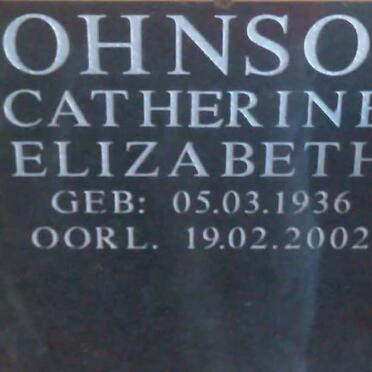 OHNSO
CATHERINE
ELIZABETH
GEB: 05.03.1936
OORL. 19.02.2002